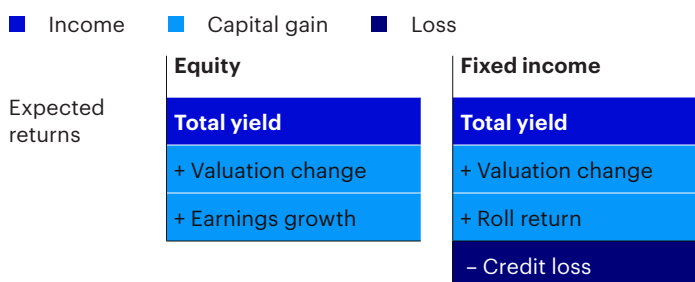 Income Capital gain Loss
Equity Fixed income
Expected
returns
Total yield Total yield
+ Valuation change + Valuation change
+ Earnings growth + Roll return
– Credit loss